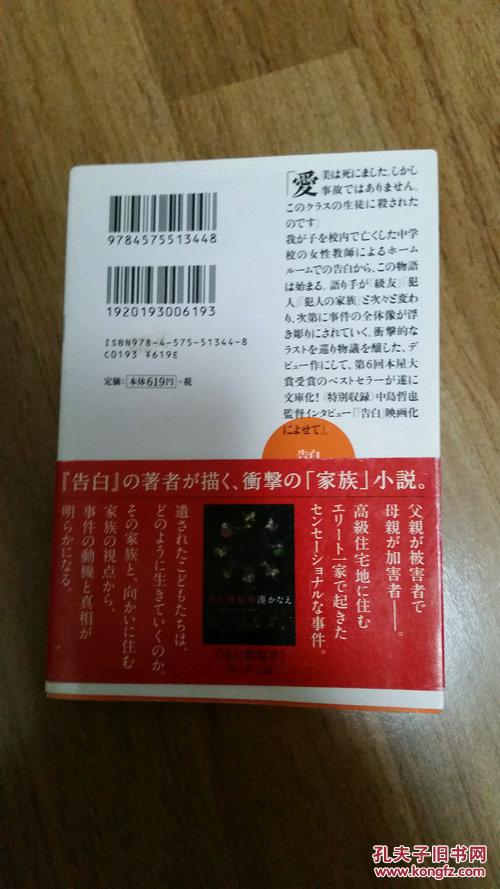 9784575513448
1920193006193
ISBN978-4-575-51344-8
C0193 ¥619E
定価:本体619円+税
「愛美は死にました。しかし
事故ではありません。
このクラスの生徒に殺された
のです」
我が子を校内で亡くした中学
校の女性教師によるホーム
ルームでの告白から、この物語
は始まる。語り手が「級友」「犯
人」「犯人の家族」と次々と変わ
り、次第に事件の全体像が浮
き彫りにされていく。衝撃的な
ラストを巡り物議を醸した、デ
ビュー作にして、第6回本屋大
賞受賞のベストセラーが遂に
文庫化!〈特別収録〉中島哲也
監督インタビュー『「告白」映画化
によせて』。
告白
『告白』の著者が描く、衝撃の「家族」小説。
父親が被害者で
母親が加害者――。
高級住宅地に住む
エリート一家で起きた
センセーショナルな事件。
夜行観覧車 湊かなえ
『夜行観覧車』
遺されたこどもたちは、
どのように生きていくのか。
その家族と、向かいに住む
家族の視点から、
事件の動機と真相が
明らかになる。
孔夫子旧书网
www.kongfz.com